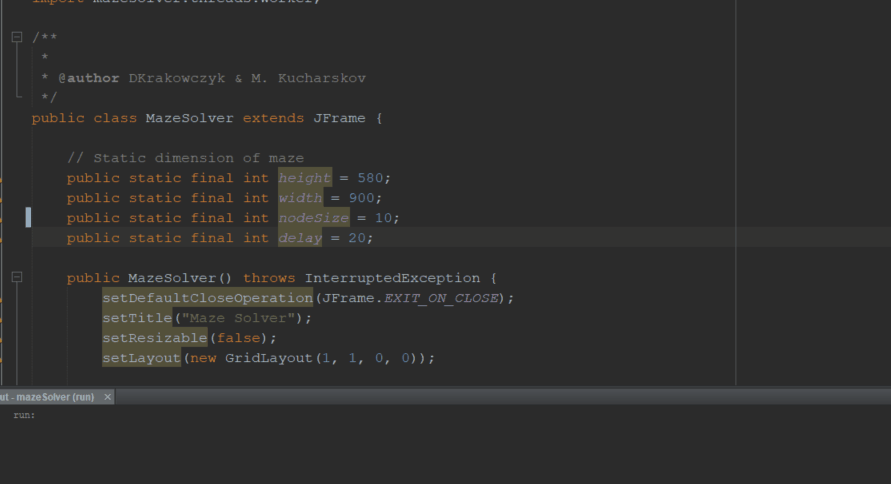 import mazesolver.threads.Worker;
/**
*
* @author DKrakowczyk & M. Kucharskov
*/
public class MazeSolver extends JFrame {
// Static dimension of maze
public static final int height = 580;
public static final int width = 900;
public static final int nodeSize = 10;
public static final int delay = 20;
public MazeSolver() throws InterruptedException {
setDefaultCloseOperation(JFrame.EXIT_ON_CLOSE);
setTitle("Maze Solver");
setResizable(false);
setLayout(new GridLayout(1, 1, 0, 0));
ut - mazeSolver (run) ×
run: